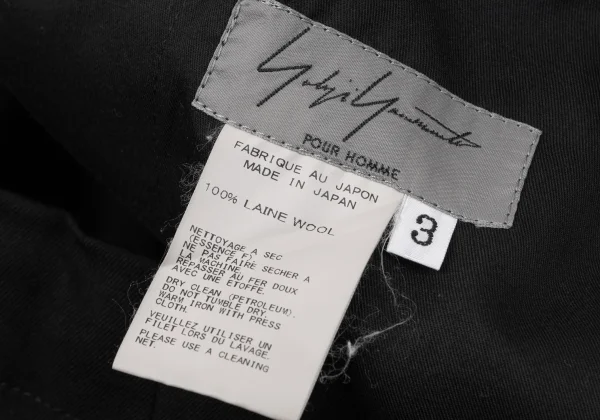 Yohji Yamamoto
POUR HOMME
3
FABRIQUE AU JAPON
MADE IN JAPAN
100% LAINE WOOL
NETTOYAGE A SEC
(ESSENCE F)
NE PAS FAIRE SECHER A
LA MACHINE
REPASSER AU FER DOUX
AVEC UNE ETOFFE.
DRY CLEAN (PETROLEUM).
DO NOT TUMBLE DRY.
WARM IRON WITH PRESS
CLOTH.
VEUILLEZ UTILISER UN
FILET LORS DU LAVAGE.
PLEASE USE A CLEANING
NET.